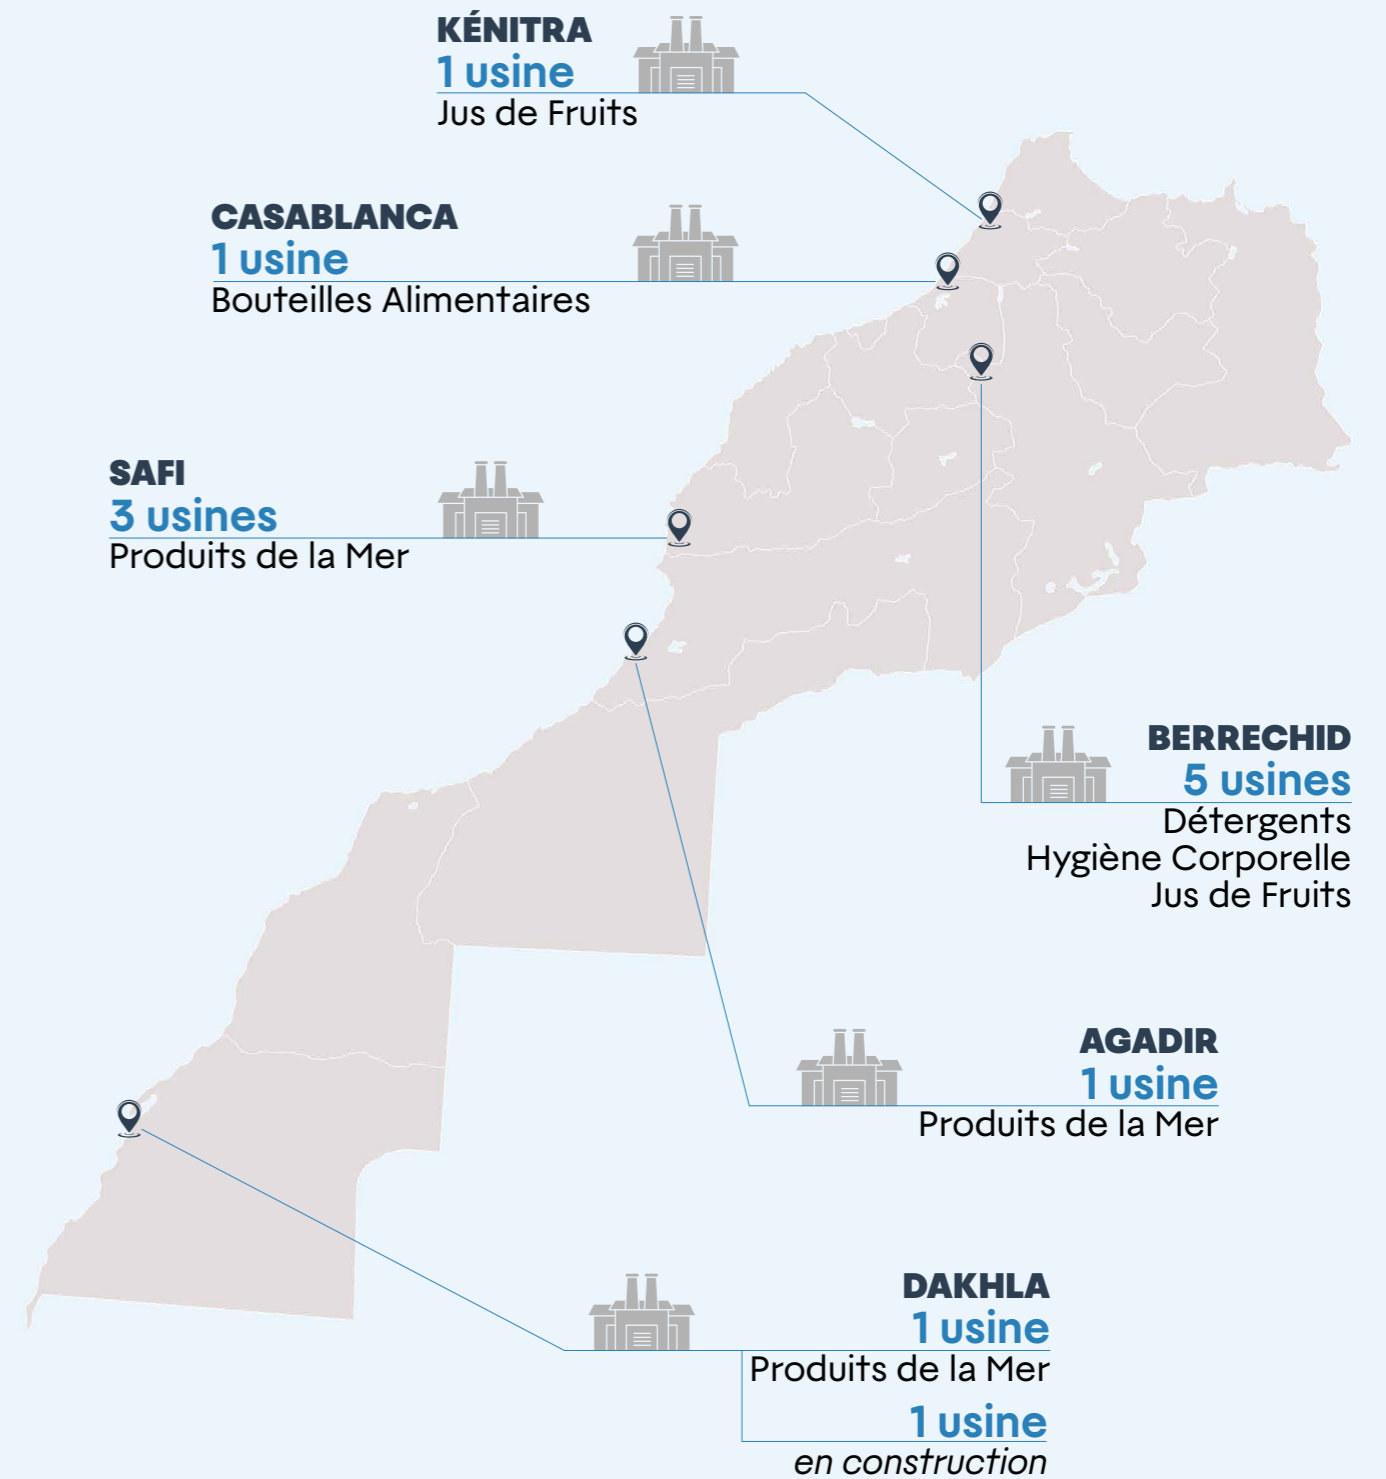 KÉNITRA
1 usine
Jus de Fruits
CASABLANCA
1 usine
Bouteilles Alimentaires
SAFI
3 usines
Produits de la Mer
BERRECHID
5 usines
Détergents
Hygiène Corporelle
Jus de Fruits
AGADIR
1 usine
Produits de la Mer
DAKHLA
1 usine
Produits de la Mer
1 usine
en construction